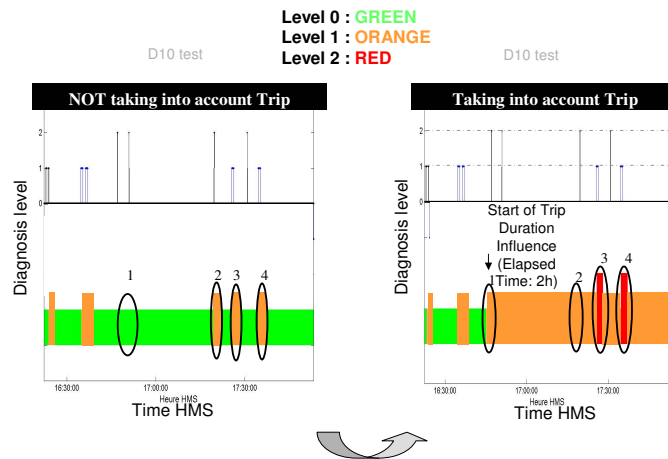 Level 0 : GREEN
Level 1 : ORANGE
Level 2 : RED
D10 test
NOT taking into account Trip
Diagnosis level
2
1
0
1
2
3
4
16:30:00
17:00:00
17:30:00
Heure HMS
Time HMS
D10 test
Taking into account Trip
Diagnosis level
2
1
0
Start of Trip
Duration
Influence
(Elapsed
Time: 2h)
1
2
3
4
16:30:00
17:00:00
17:30:00
Heure HMS
Time HMS